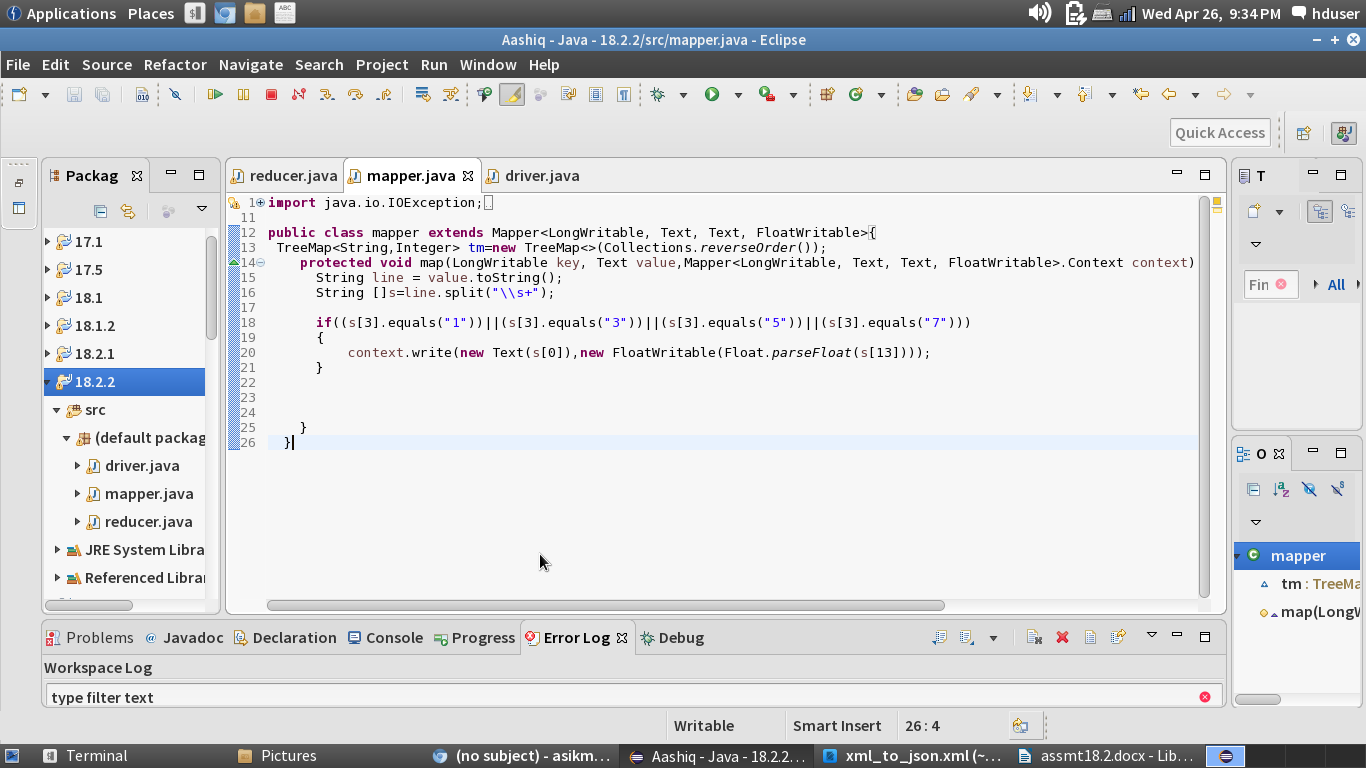 Applications Places ABC Wed Apr 26, 9:34 PM hduser
Aashiq - Java - 18.2.2/src/mapper.java - Eclipse
File Edit Source Refactor Navigate Search Project Run Window Help
Quick Access
Packag
reducer.java mapper.java driver.java
T
17.1
17.5
18.1
18.1.2
18.2.1
18.2.2
src
(default packag
driver.java
mapper.java
reducer.java
JRE System Libra
Referenced Librar
1 import java.io.IOException;
11
12 public class mapper extends Mapper<LongWritable, Text, Text, FloatWritable>{
13 TreeMap<String,Integer> tm=new TreeMap<>(Collections.reverseOrder());
14 protected void map(LongWritable key, Text value,Mapper<LongWritable, Text, Text, FloatWritable>.Context context)
15 String line = value.toString();
16 String []s=line.split("\\s+");
17
18 if((s[3].equals("1"))||(s[3].equals("3"))||(s[3].equals("5"))||(s[3].equals("7")))
19 {
20 context.write(new Text(s[0]),new FloatWritable(Float.parseFloat(s[13])));
21 }
22
23
24
25 }
26 }
Fin All
O
mapper
tm : TreeMa
map(LongW
Problems Javadoc Declaration Console Progress Error Log Debug
Workspace Log
type filter text
Writable Smart Insert 26 : 4
Terminal Pictures (no subject) - asikm... Aashiq - Java - 18.2.2... xml_to_json.xml (~... assmt18.2.docx - Lib...